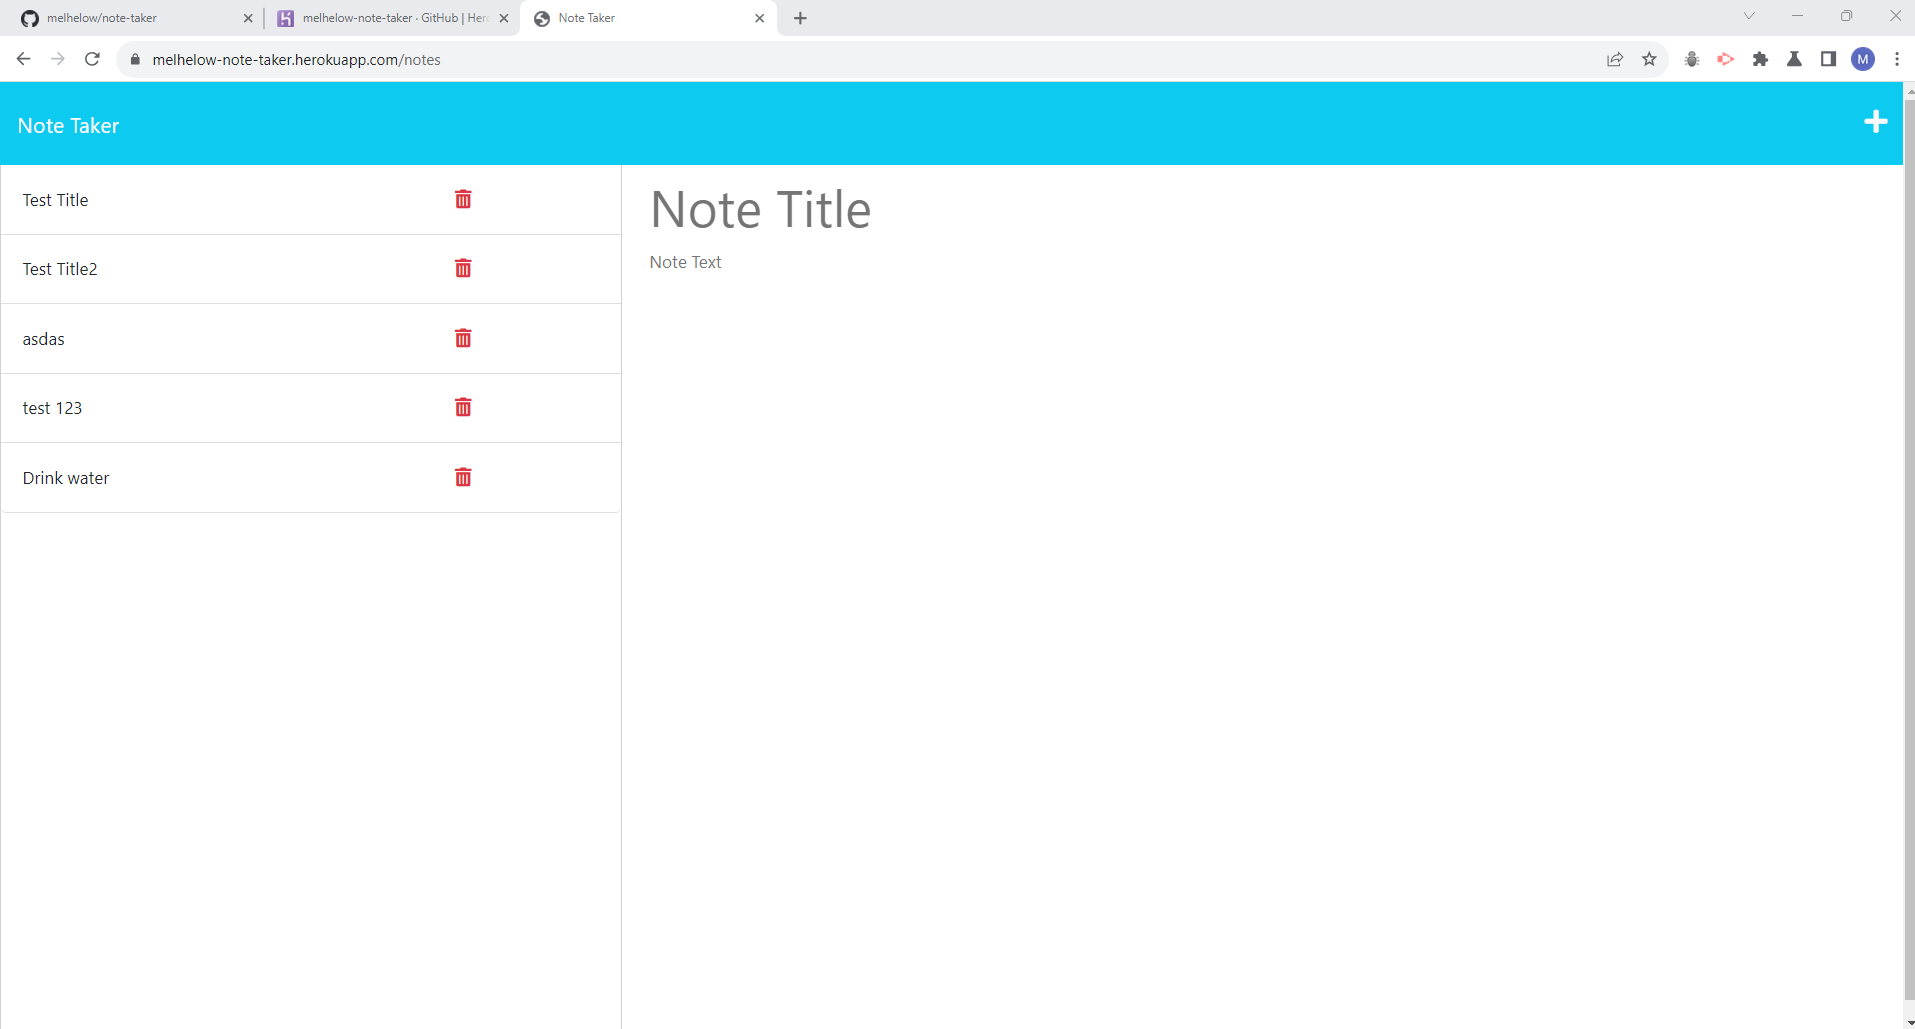 melhelow/note-taker
melhelow-note-taker · GitHub | Hero
Note Taker
melhelow-note-taker.herokuapp.com/notes
M
Note Taker
Test Title
Test Title2
asdas
test 123
Drink water
Note Title
Note Text